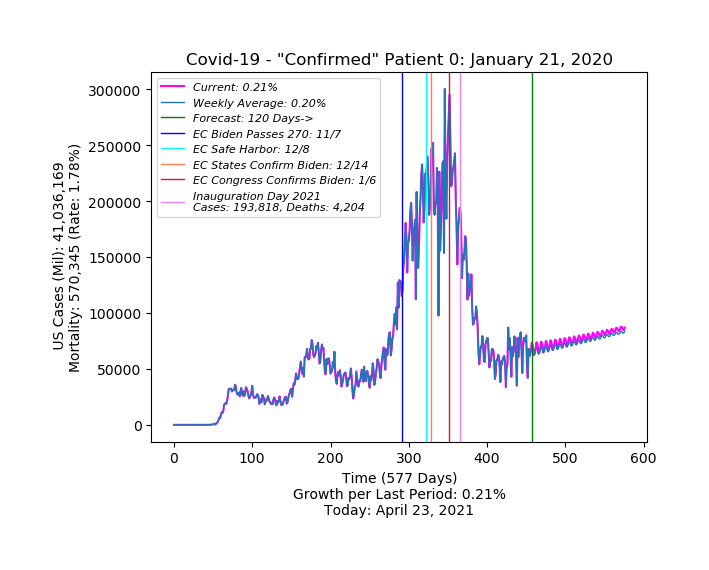 Covid-19 - "Confirmed" Patient 0: January 21, 2020
Current: 0.21%
Weekly Average: 0.20%
Forecast: 120 Days->
EC Biden Passes 270: 11/7
EC Safe Harbor: 12/8
EC States Confirm Biden: 12/14
EC Congress Confirms Biden: 1/6
Inauguration Day 2021
Cases: 193,818, Deaths: 4,204
US Cases (Mil): 41,036,169
Mortality: 570,345 (Rate: 1.78%)
300000
250000
200000
150000
100000
50000
0
0 100 200 300 400 500 600
Time (577 Days)
Growth per Last Period: 0.21%
Today: April 23, 2021